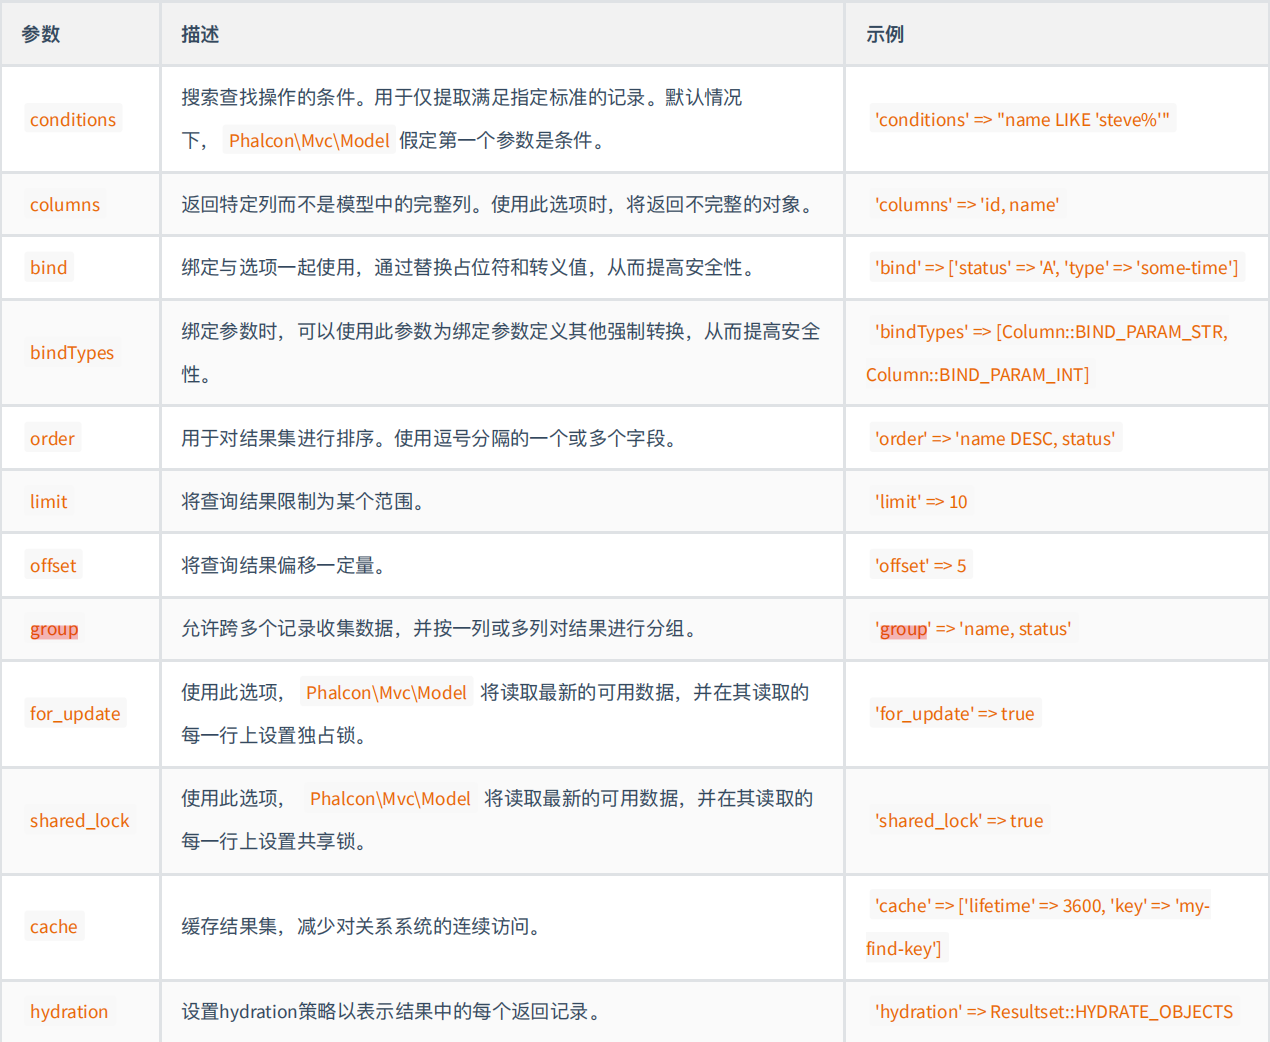 参数 描述 示例
搜索查找操作的条件。用于仅提取满足指定标准的记录。默认情况
conditions 'conditions' => "name LIKE 'steve%'"
下， Phalcon\Mvc\Model 假定第一个参数是条件。
columns 返回特定列而不是模型中的完整列。使用此选项时，将返回不完整的对象。 'columns' => 'id, name'
bind 绑定与选项一起使用，通过替换占位符和转义值，从而提高安全性。 'bind' => ['status' => 'A', 'type' => 'some-time']
绑定参数时，可以使用此参数为绑定参数定义其他强制转换，从而提高安全 'bindTypes' => [Column::BIND_PARAM_STR,
bindTypes
性。 Column::BIND_PARAM_INT]
order 用于对结果集进行排序。使用逗号分隔的一个或多个字段。 'order' => 'name DESC, status'
limit 将查询结果限制为某个范围。 'limit' => 10
offset 将查询结果偏移一定量。 'offset' => 5
group 允许跨多个记录收集数据，并按一列或多列对结果进行分组。 'group' => 'name, status'
使用此选项， Phalcon\Mvc\Model 将读取最新的可用数据，并在其读取的
for_update 'for_update' => true
每一行上设置独占锁。
使用此选项， Phalcon\Mvc\Model 将读取最新的可用数据，并在其读取的
shared_lock 'shared_lock' => true
每一行上设置共享锁。
'cache' => ['lifetime' => 3600, 'key' => 'my-
cache 缓存结果集，减少对关系系统的连续访问。
find-key']
hydration 设置hydration策略以表示结果中的每个返回记录。 'hydration' => Resultset::HYDRATE_OBJECTS